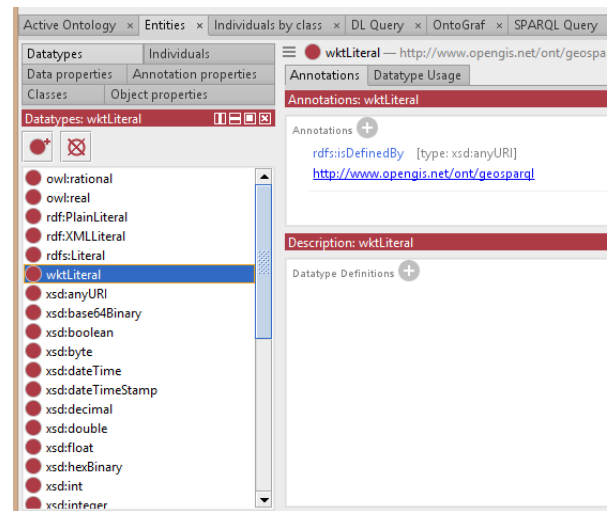 Active Ontology × Entities × Individuals by class × DL Query × OntoGraf × SPARQL Query
Datatypes Individuals
Data properties Annotation properties
Classes Object properties
Datatypes: wktLiteral
owl:rational
owl:real
rdf:PlainLiteral
rdf:XMLLiteral
rdfs:Literal
wktLiteral
xsd:anyURI
xsd:base64Binary
xsd:boolean
xsd:byte
xsd:dateTime
xsd:dateTimeStamp
xsd:decimal
xsd:double
xsd:float
xsd:hexBinary
xsd:int
xsd:integer
wktLiteral — http://www.opengis.net/ont/geospa
Annotations Datatype Usage
Annotations: wktLiteral
Annotations
rdfs:isDefinedBy [type: xsd:anyURI]
http://www.opengis.net/ont/geosparql
Description: wktLiteral
Datatype Definitions